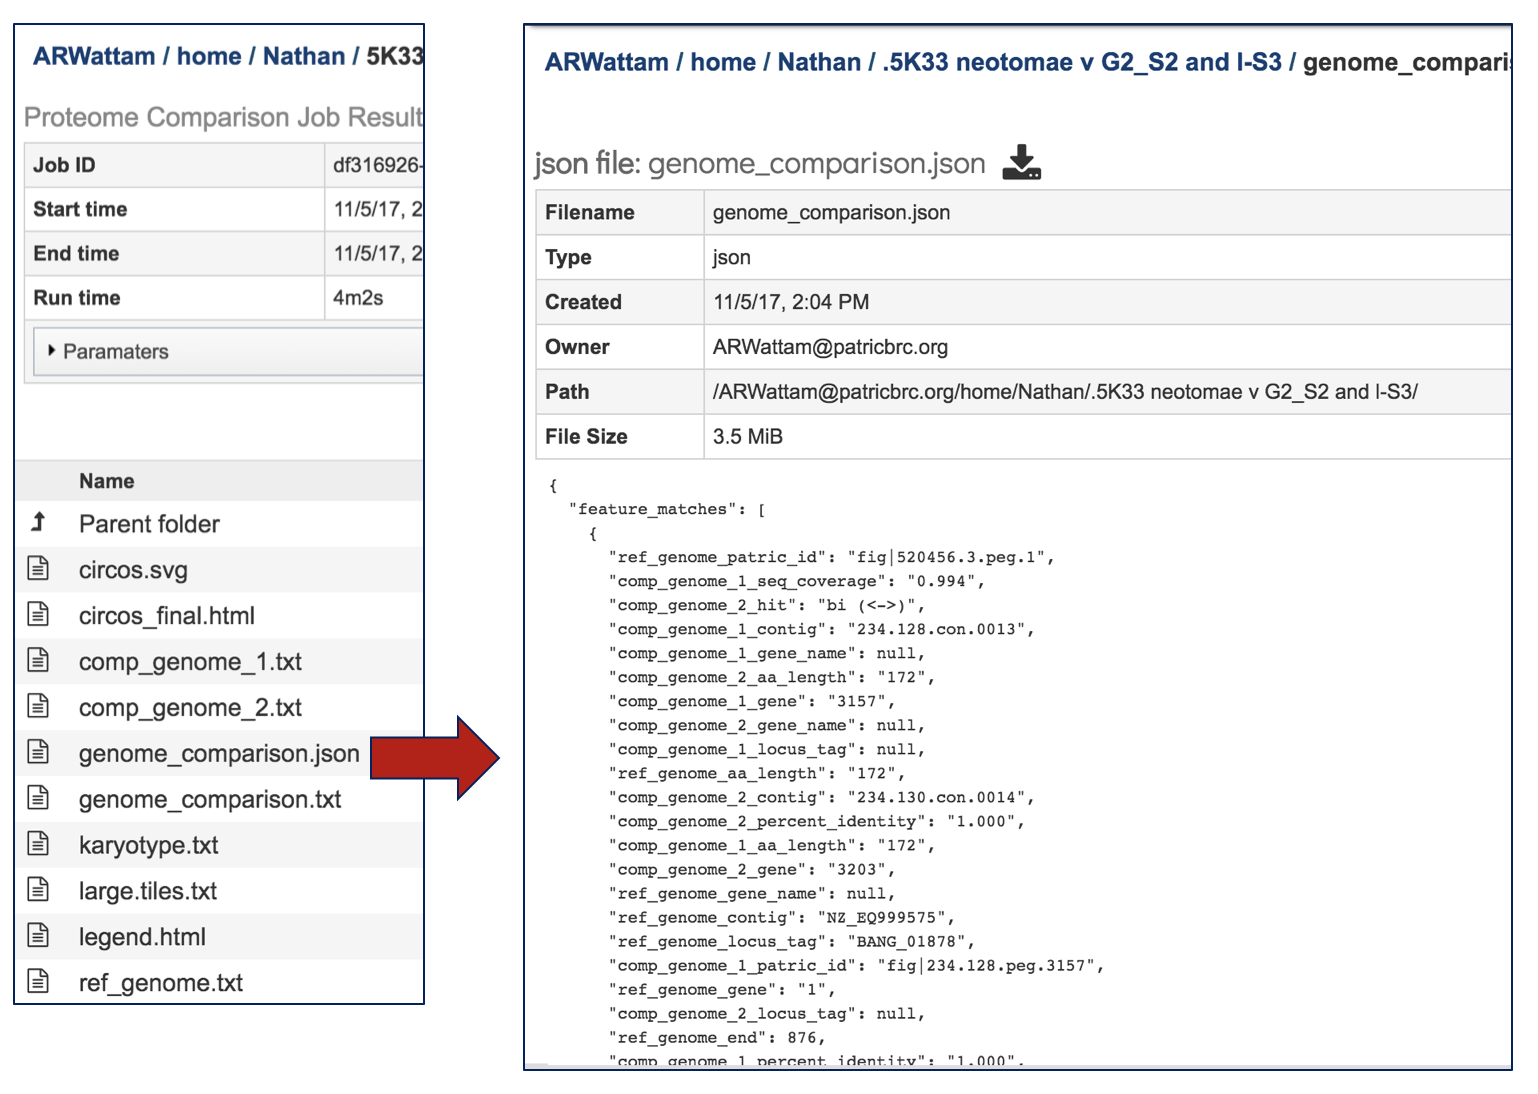 ARWattam / home / Nathan / 5K33
Proteome Comparison Job Result
Job ID df316926-
Start time 11/5/17, 2
End time 11/5/17, 2
Run time 4m2s
Paramaters
Name
Parent folder
circos.svg
circos_final.html
comp_genome_1.txt
comp_genome_2.txt
genome_comparison.json
genome_comparison.txt
karyotype.txt
large.tiles.txt
legend.html
ref_genome.txt
ARWattam / home / Nathan / .5K33 neotomae v G2_S2 and I-S3 / genome_comparis
json file: genome_comparison.json
Filename genome_comparison.json
Type json
Created 11/5/17, 2:04 PM
Owner ARWattam@patricbrc.org
Path /ARWattam@patricbrc.org/home/Nathan/.5K33 neotomae v G2_S2 and I-S3/
File Size 3.5 MiB
{
"feature_matches": [
{
"ref_genome_patric_id": "fig|520456.3.peg.1",
"comp_genome_1_seq_coverage": "0.994",
"comp_genome_2_hit": "bi (<->)",
"comp_genome_1_contig": "234.128.con.0013",
"comp_genome_1_gene_name": null,
"comp_genome_2_aa_length": "172",
"comp_genome_1_gene": "3157",
"comp_genome_2_gene_name": null,
"comp_genome_1_locus_tag": null,
"ref_genome_aa_length": "172",
"comp_genome_2_contig": "234.130.con.0014",
"comp_genome_2_percent_identity": "1.000",
"comp_genome_1_aa_length": "172",
"comp_genome_2_gene": "3203",
"ref_genome_gene_name": null,
"ref_genome_contig": "NZ_EQ999575",
"ref_genome_locus_tag": "BANG_01878",
"comp_genome_1_patric_id": "fig|234.128.peg.3157",
"ref_genome_gene": "1",
"comp_genome_2_locus_tag": null,
"ref_genome_end": 876,
"comp_genome_1_percent_identity": "1.000",